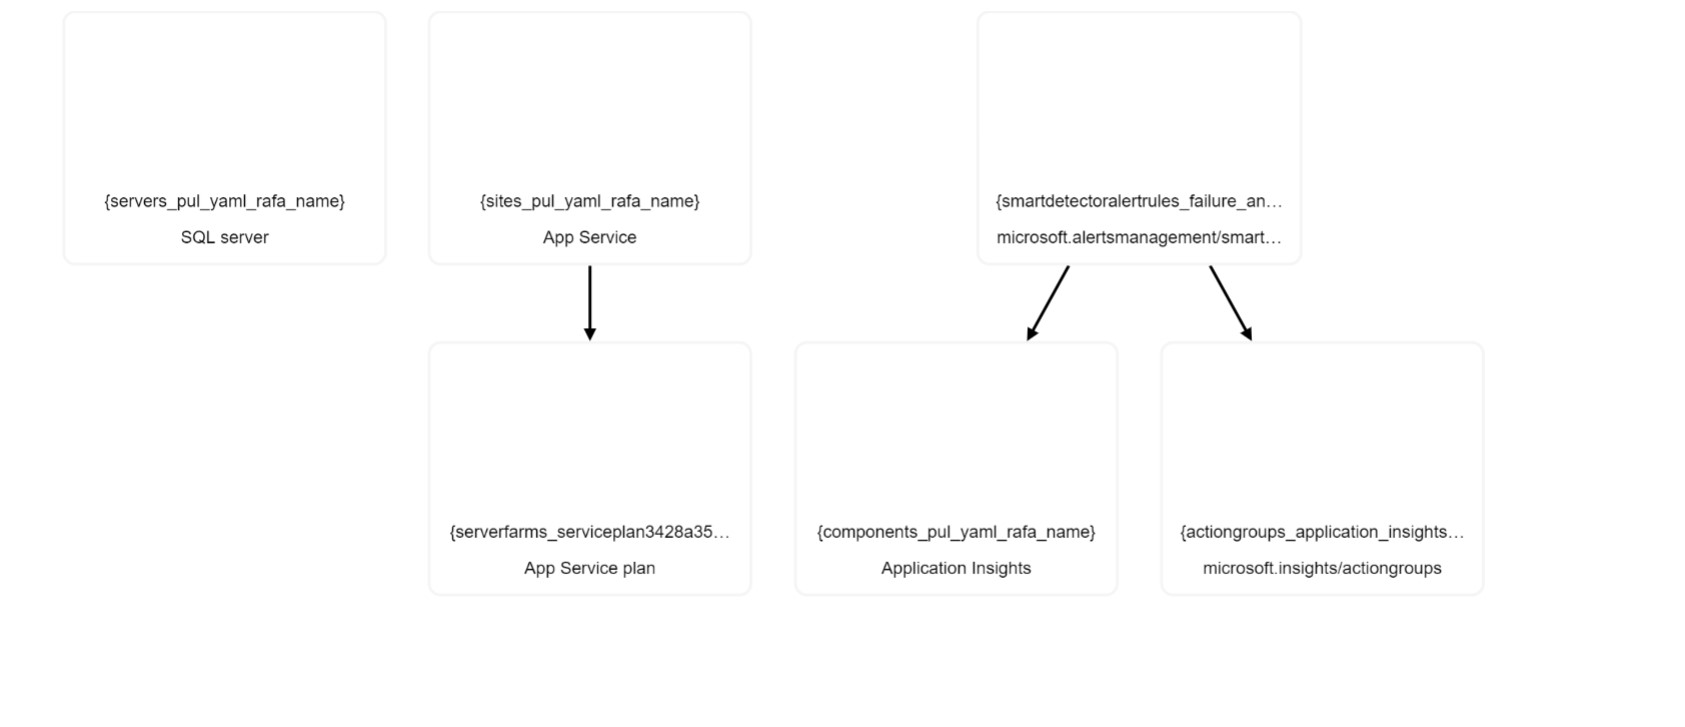 {servers_pul_yaml_rafa_name}
SQL server
{sites_pul_yaml_rafa_name}
App Service
{smartdetectoralertrules_failure_an...
microsoft.alertsmanagement/smart...
{serverfarms_serviceplan3428a35...
App Service plan
{components_pul_yaml_rafa_name}
Application Insights
{actiongroups_application_insights...
microsoft.insights/actiongroups